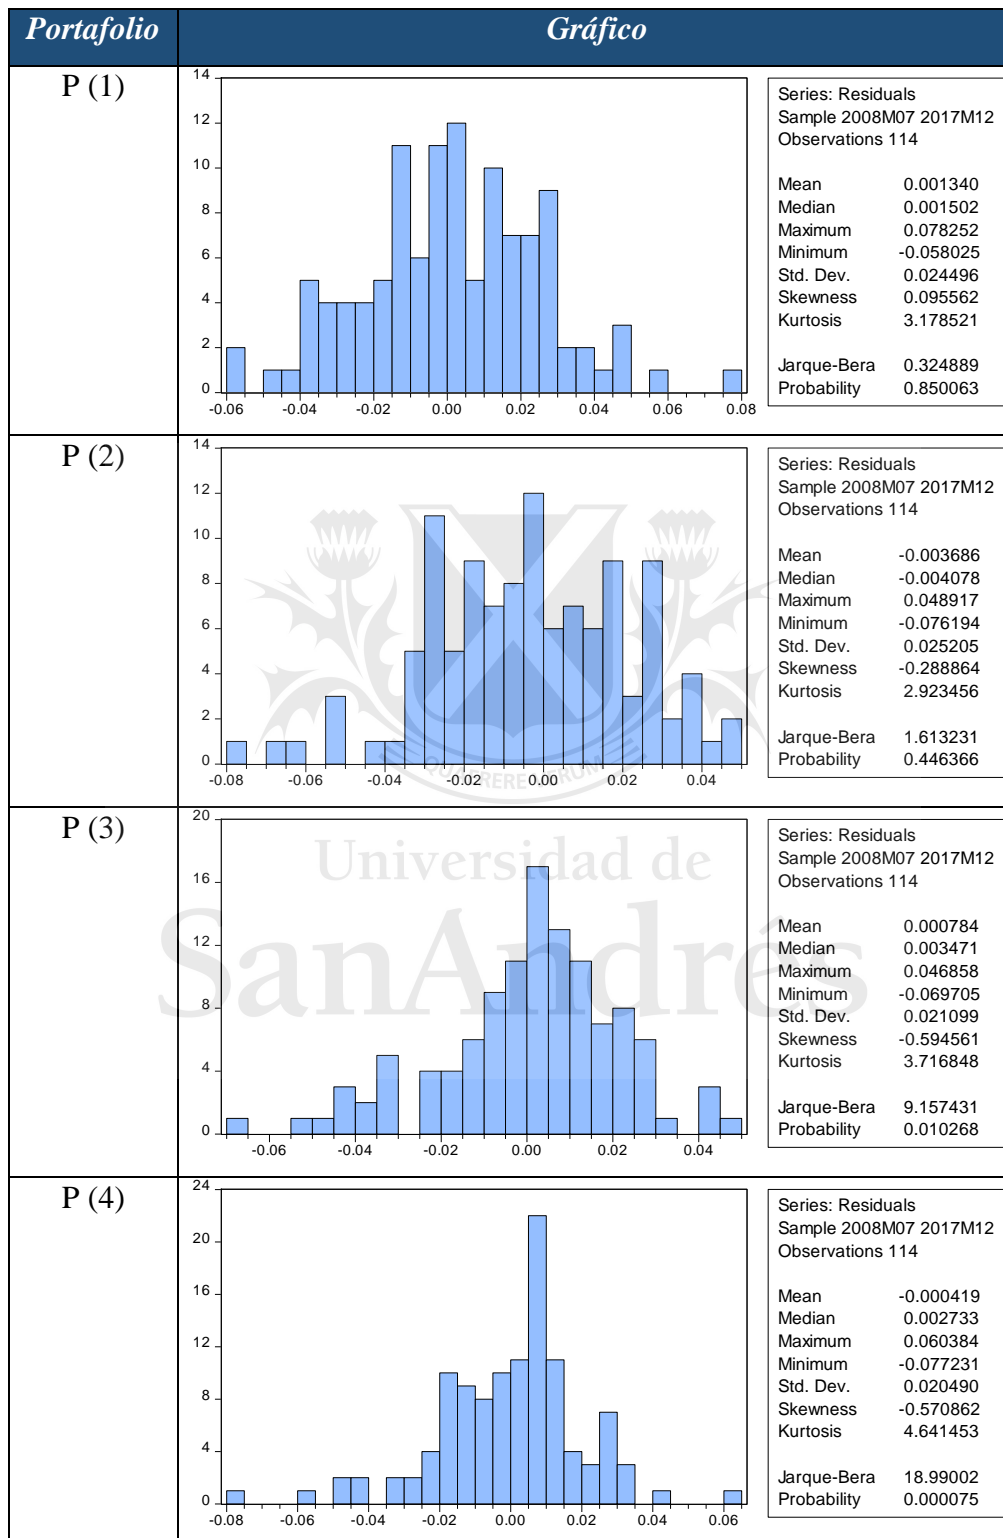 Portafolio Gráfico
P (1)
14
12
10
8
6
4
2
0
-0.06 -0.04 -0.02 0.00 0.02 0.04 0.06 0.08
Series: Residuals
Sample 2008M07 2017M12
Observations 114
Mean 0.001340
Median 0.001502
Maximum 0.078252
Minimum -0.058025
Std. Dev. 0.024496
Skewness 0.095562
Kurtosis 3.178521
Jarque-Bera 0.324889
Probability 0.850063
P (2)
14
12
10
8
6
4
2
0
-0.08 -0.06 -0.04 -0.02 0.00 0.02 0.04
Series: Residuals
Sample 2008M07 2017M12
Observations 114
Mean -0.003686
Median -0.004078
Maximum 0.048917
Minimum -0.076194
Std. Dev. 0.025205
Skewness -0.288864
Kurtosis 2.923456
Jarque-Bera 1.613231
Probability 0.446366
QUAERERE VERUM
P (3)
20
16
12
8
4
0
-0.06 -0.04 -0.02 0.00 0.02 0.04
Series: Residuals
Sample 2008M07 2017M12
Observations 114
Mean 0.000784
Median 0.003471
Maximum 0.046858
Minimum -0.069705
Std. Dev. 0.021099
Skewness -0.594561
Kurtosis 3.716848
Jarque-Bera 9.157431
Probability 0.010268
Universidad de
SanAndrés
P (4)
24
20
16
12
8
4
0
-0.08 -0.06 -0.04 -0.02 0.00 0.02 0.04 0.06
Series: Residuals
Sample 2008M07 2017M12
Observations 114
Mean -0.000419
Median 0.002733
Maximum 0.060384
Minimum -0.077231
Std. Dev. 0.020490
Skewness -0.570862
Kurtosis 4.641453
Jarque-Bera 18.99002
Probability 0.000075